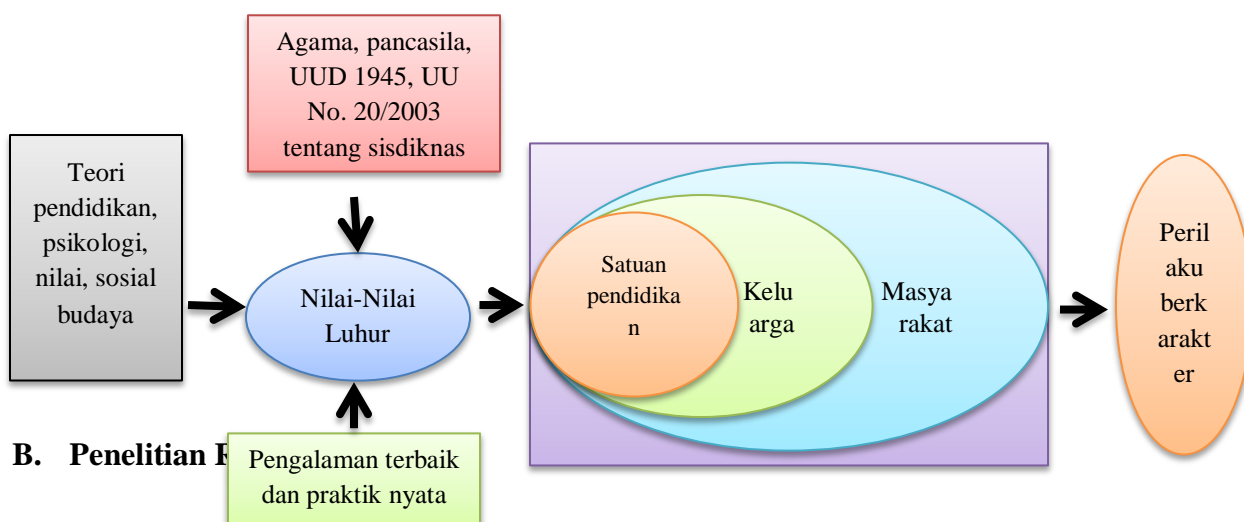 Agama, pancasila,
UUD 1945, UU
No. 20/2003
tentang sisdiknas
Teori
pendidikan,
psikologi,
nilai, sosial
budaya
Nilai-Nilai
Luhur
Satuan
pendidika
n
Kelu
arga
Masya
rakat
Peril
aku
berk
arakt
er
B. Penelitian
Pengalaman terbaik
dan praktik nyata